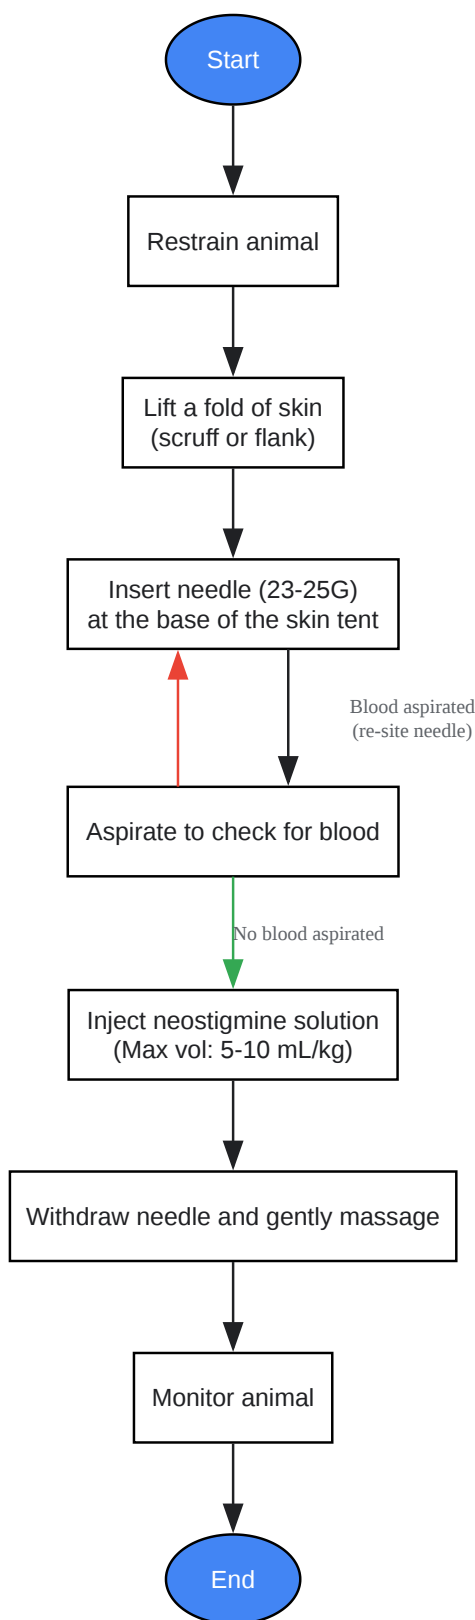 Start
Restrain animal
Lift a fold of skin
(scruff or flank)
Insert needle (23-25G)
at the base of the skin tent
Blood aspirated
(re-site needle)
Aspirate to check for blood
No blood aspirated
Inject neostigmine solution
(Max vol: 5-10 mL/kg)
Withdraw needle and gently massage
Monitor animal
End